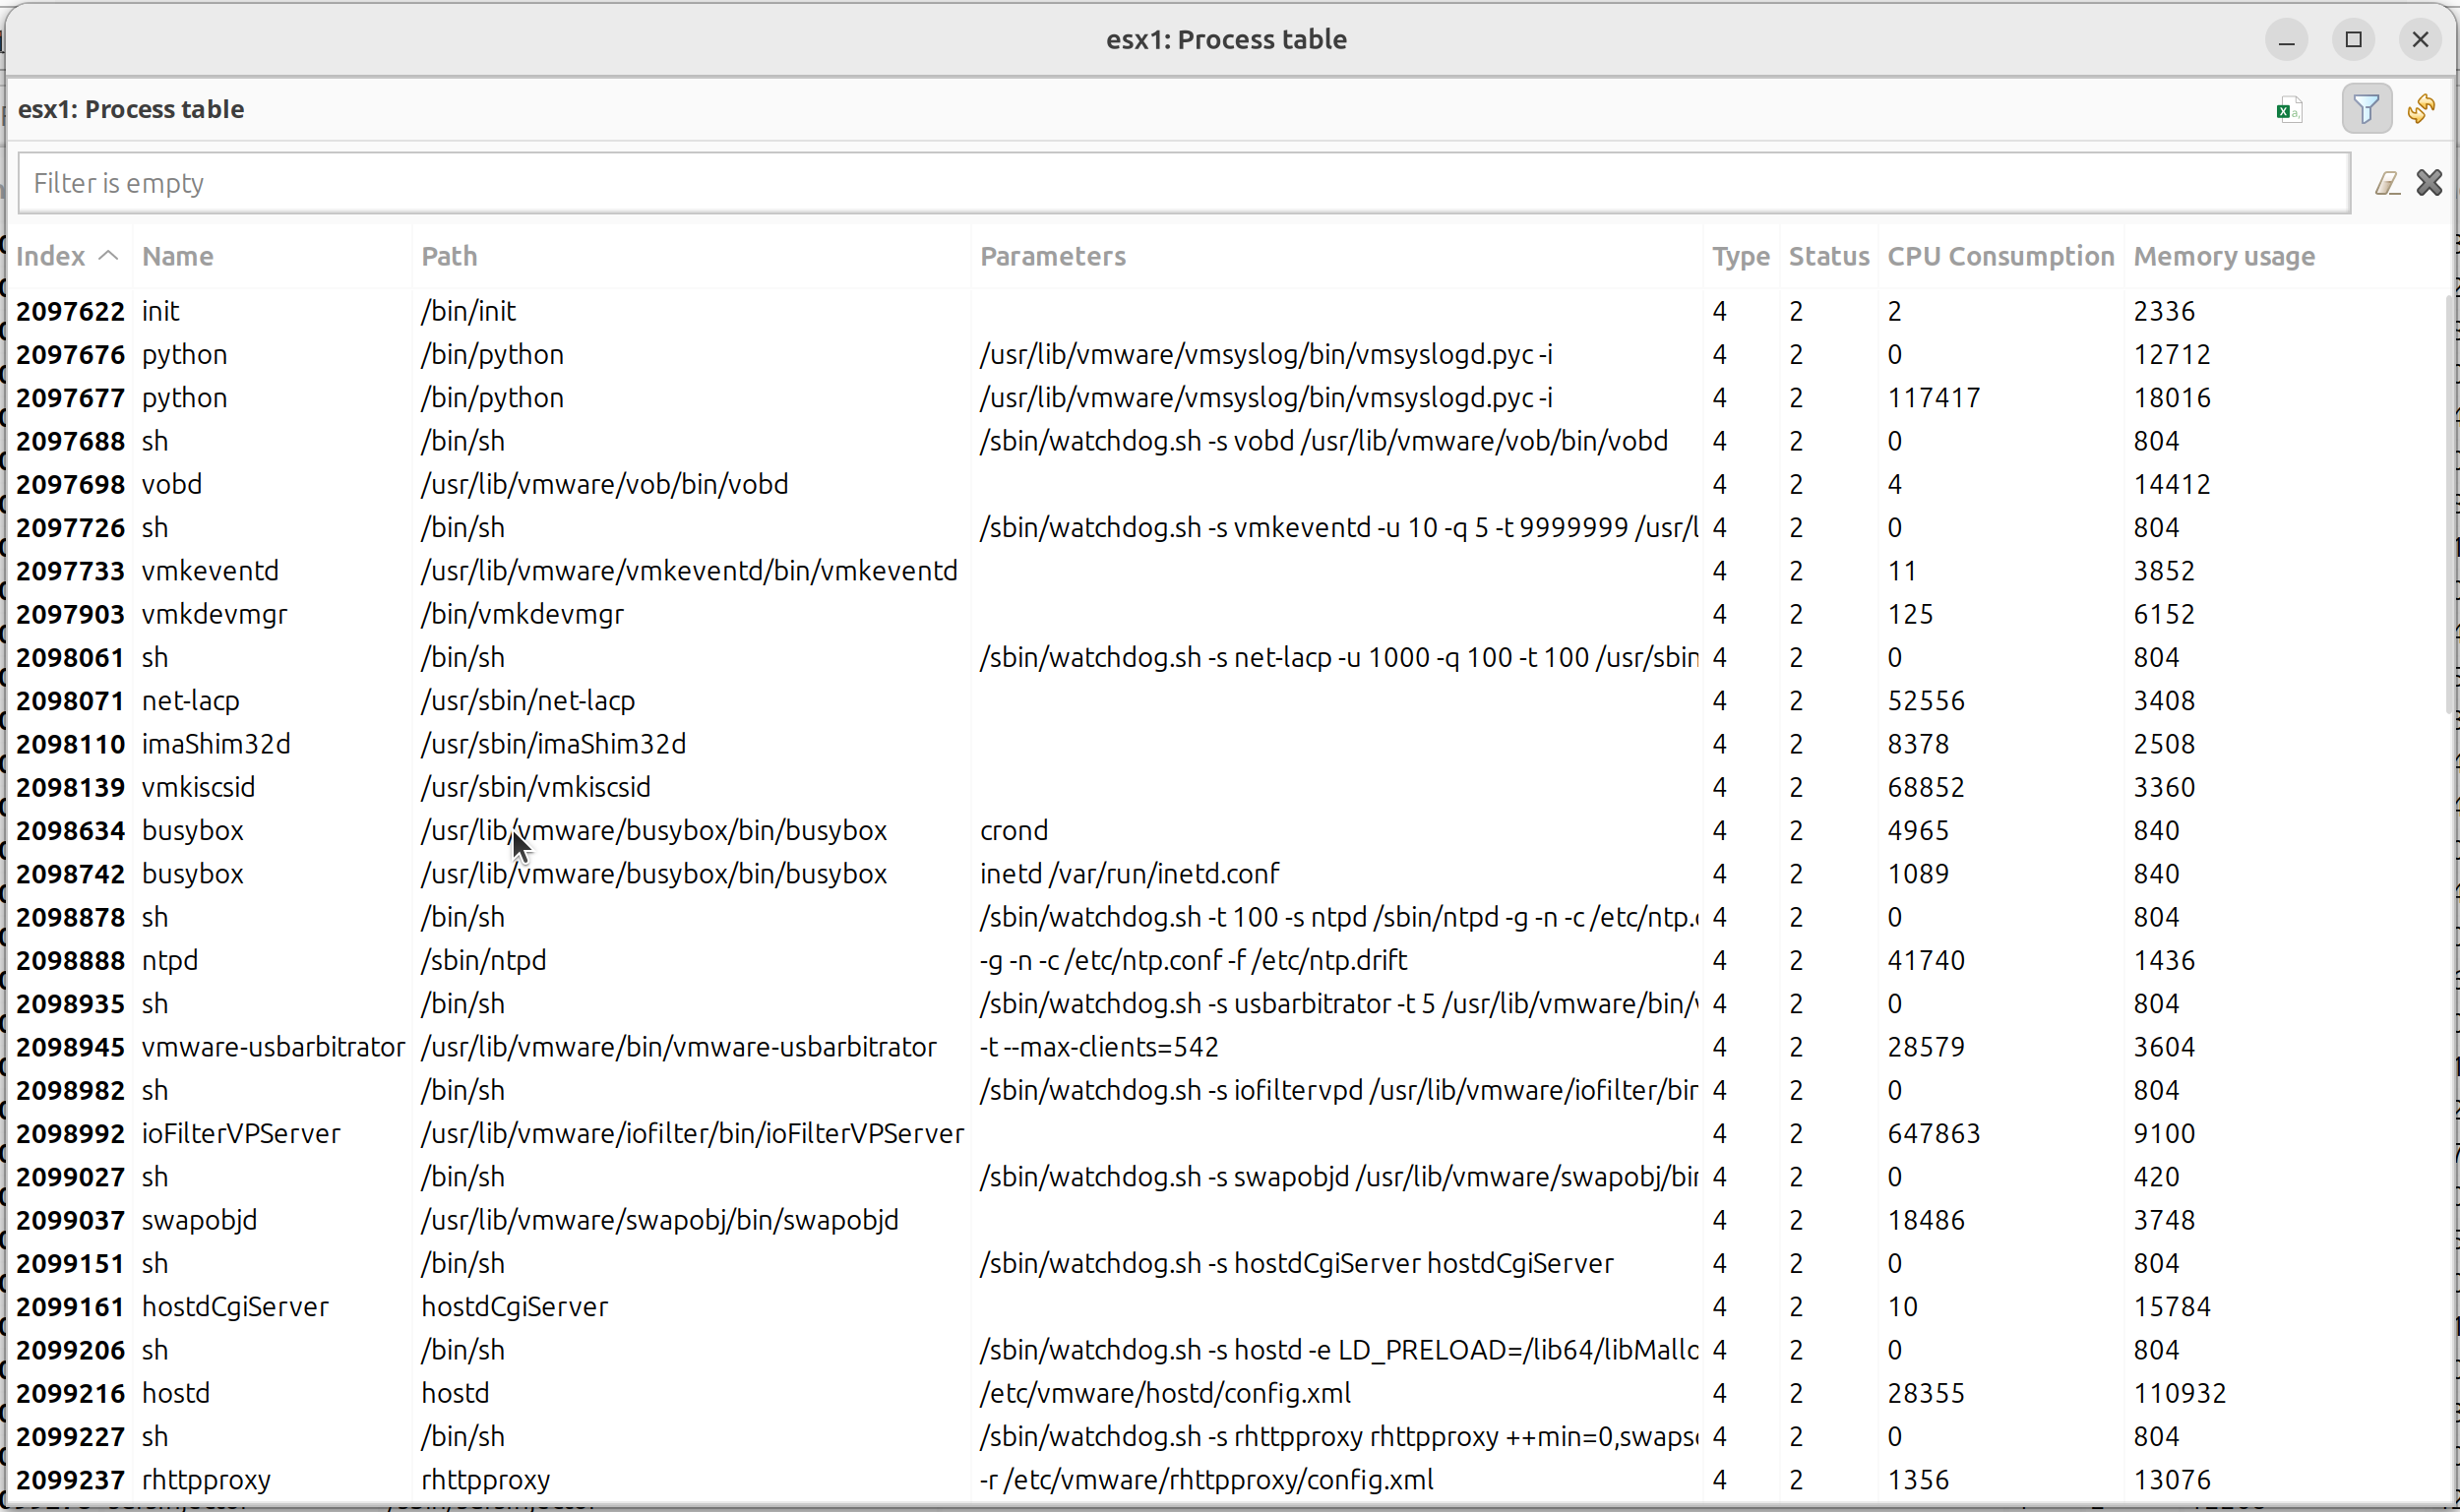 esx1: Process table
esx1: Process table
Filter is empty
Index Name Path Parameters Type Status CPU Consumption Memory usage
2097622 init /bin/init 4 2 2 2336
2097676 python /bin/python /usr/lib/vmware/vmsyslog/bin/vmsyslogd.pyc -i 4 2 0 12712
2097677 python /bin/python /usr/lib/vmware/vmsyslog/bin/vmsyslogd.pyc -i 4 2 117417 18016
2097688 sh /bin/sh /sbin/watchdog.sh -s vobd /usr/lib/vmware/vob/bin/vobd 4 2 0 804
2097698 vobd /usr/lib/vmware/vob/bin/vobd 4 2 4 14412
2097726 sh /bin/sh /sbin/watchdog.sh -s vmkeventd -u 10 -q 5 -t 9999999 /usr/l 4 2 0 804
2097733 vmkeventd /usr/lib/vmware/vmkeventd/bin/vmkeventd 4 2 11 3852
2097903 vmkdevmgr /bin/vmkdevmgr 4 2 125 6152
2098061 sh /bin/sh /sbin/watchdog.sh -s net-lacp -u 1000 -q 100 -t 100 /usr/sbin 4 2 0 804
2098071 net-lacp /usr/sbin/net-lacp 4 2 52556 3408
2098110 imaShim32d /usr/sbin/imaShim32d 4 2 8378 2508
2098139 vmkiscsid /usr/sbin/vmkiscsid 4 2 68852 3360
2098634 busybox /usr/lib/vmware/busybox/bin/busybox crond 4 2 4965 840
2098742 busybox /usr/lib/vmware/busybox/bin/busybox inetd /var/run/inetd.conf 4 2 1089 840
2098878 sh /bin/sh /sbin/watchdog.sh -t 100 -s ntpd /sbin/ntpd -g -n -c /etc/ntp. 4 2 0 804
2098888 ntpd /sbin/ntpd -g -n -c /etc/ntp.conf -f /etc/ntp.drift 4 2 41740 1436
2098935 sh /bin/sh /sbin/watchdog.sh -s usbarbitrator -t 5 /usr/lib/vmware/bin/ 4 2 0 804
2098945 vmware-usbarbitrator /usr/lib/vmware/bin/vmware-usbarbitrator -t --max-clients=542 4 2 28579 3604
2098982 sh /bin/sh /sbin/watchdog.sh -s iofiltervpd /usr/lib/vmware/iofilter/bin 4 2 0 804
2098992 ioFilterVPServer /usr/lib/vmware/iofilter/bin/ioFilterVPServer 4 2 647863 9100
2099027 sh /bin/sh /sbin/watchdog.sh -s swapobjd /usr/lib/vmware/swapobj/bin 4 2 0 420
2099037 swapobjd /usr/lib/vmware/swapobj/bin/swapobjd 4 2 18486 3748
2099151 sh /bin/sh /sbin/watchdog.sh -s hostdCgiServer hostdCgiServer 4 2 0 804
2099161 hostdCgiServer hostdCgiServer 4 2 10 15784
2099206 sh /bin/sh /sbin/watchdog.sh -s hostd -e LD_PRELOAD=/lib64/libMallo 4 2 0 804
2099216 hostd hostd /etc/vmware/hostd/config.xml 4 2 28355 110932
2099227 sh /bin/sh /sbin/watchdog.sh -s rhttpproxy rhttpproxy ++min=0,swaps 4 2 0 804
2099237 rhttpproxy rhttpproxy -r /etc/vmware/rhttpproxy/config.xml 4 2 1356 13076